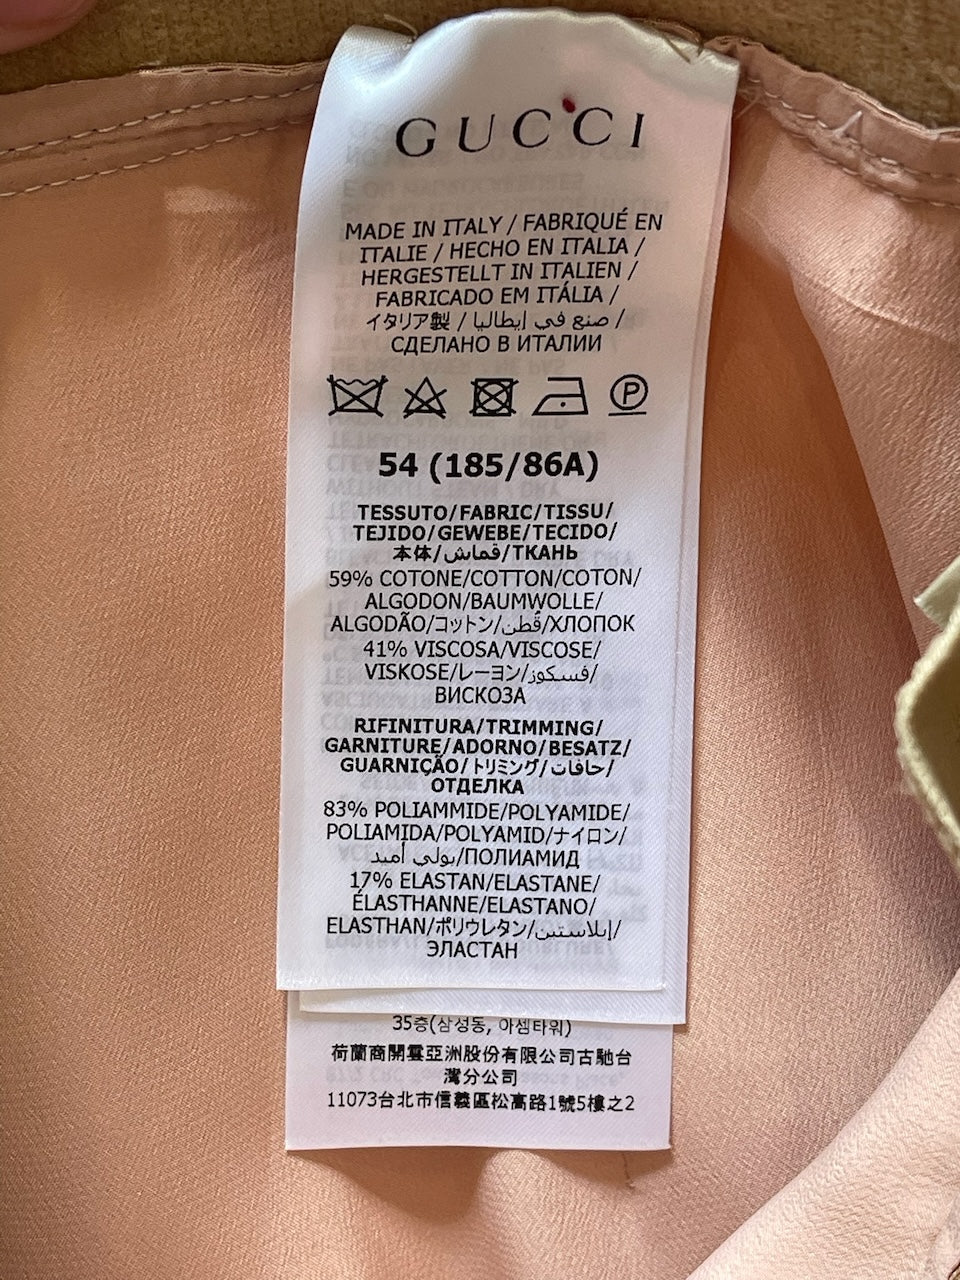 GUCCI
MADE IN ITALY / FABRIQUÉ EN
ITALIE / HECHO EN ITALIA /
HERGESTELLT IN ITALIEN /
FABRICADO EM ITÁLIA /
イタリア製 / صنع في إيطاليا /
СДЕЛАНО В ИТАЛИИ
P
54 (185/86A)
TESSUTO/FABRIC/TISSU/
TEJIDO/GEWEBE/TECIDO/
本体/قماش/ТКАНЬ
59% COTONE/COTTON/COTON/
ALGODON/BAUMWOLLE/
ALGODÃO/コットン/قطن/ХЛОПОК
41% VISCOSA/VISCOSE/
VISKOSE/レーヨン/فسكوز/
ВИСКОЗА
RIFINITURA/TRIMMING/
GARNITURE/ADORNO/BESATZ/
GUARNIÇÃO/トリミング/حافات/
ОТДЕЛКА
83% POLIAMMIDE/POLYAMIDE/
POLIAMIDA/POLYAMID/ナイロン/
بولي أميد/ПОЛИАМИД
17% ELASTAN/ELASTANE/
ÉLASTHANNE/ELASTANO/
ELASTHAN/ポリウレタン/إيلاستين/
ЭЛАСТАН
35층(삼성동, 아셈타워)
荷蘭商開雲亞洲股份有限公司古馳台
灣分公司
11073台北市信義區松高路1號5樓之2